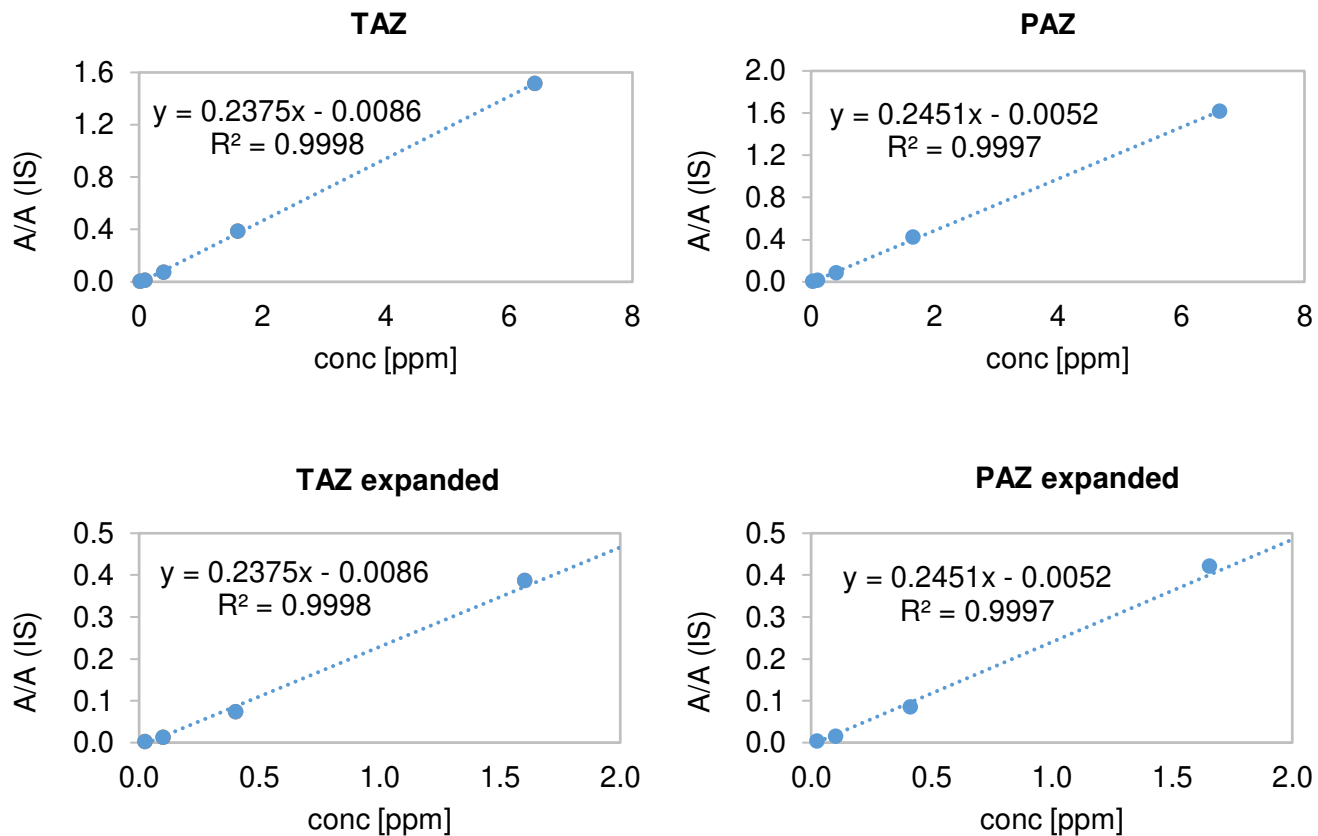 TAZ
1.6
1.2
0.8
0.4
0.0
A/A (IS)
y = 0.2375x - 0.0086
R² = 0.9998
0 2 4 6 8
conc [ppm]
PAZ
2.0
1.6
1.2
0.8
0.4
0.0
A/A (IS)
y = 0.2451x - 0.0052
R² = 0.9997
0 2 4 6 8
conc [ppm]
TAZ expanded
0.5
0.4
0.3
0.2
0.1
0.0
A/A (IS)
y = 0.2375x - 0.0086
R² = 0.9998
0.0 0.5 1.0 1.5 2.0
conc [ppm]
PAZ expanded
0.5
0.4
0.3
0.2
0.1
0.0
A/A (IS)
y = 0.2451x - 0.0052
R² = 0.9997
0.0 0.5 1.0 1.5 2.0
conc [ppm]